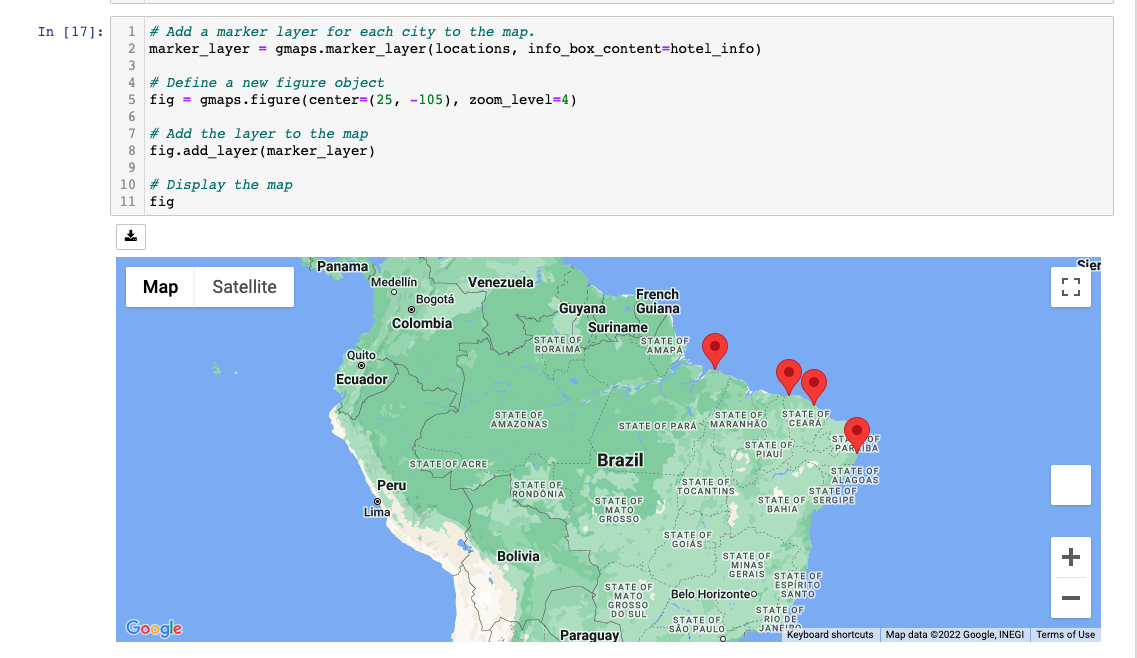 In [17]:
1 # Add a marker layer for each city to the map.
2 marker_layer = gmaps.marker_layer(locations, info_box_content=hotel_info)
3
4 # Define a new figure object
5 fig = gmaps.figure(center=(25, -105), zoom_level=4)
6
7 # Add the layer to the map
8 fig.add_layer(marker_layer)
9
10 # Display the map
11 fig
Map
Satellite
Panama
Medellín
Bogotá
Colombia
Venezuela
Guyana
Suriname
French
Guiana
Sier
STATE OF
RORAIMA
STATE OF
AMAPÁ
Quito
Ecuador
STATE OF
AMAZONAS
STATE OF PARÁ
STATE OF
MARANHÃO
STATE OF
CEARÁ
STATE OF
PIAUÍ
STATE OF
PARAÍBA
STATE OF ACRE
Brazil
STATE OF
ALAGOAS
STATE OF
SERGIPE
Peru
Lima
STATE OF
RONDÔNIA
STATE OF
TOCANTINS
STATE OF
MATO
GROSSO
STATE OF
BAHIA
STATE OF
GOIÁS
Bolivia
STATE OF
MINAS
GERAIS
STATE OF
ESPÍRITO
SANTO
STATE OF
MATO
GROSSO
DO SUL
Belo Horizonte
STATE OF
SÃO PAULO
STATE OF
RIO DE
JANEIRO
Paraguay
Google
Keyboard shortcuts
Map data ©2022 Google, INEGI
Terms of Use